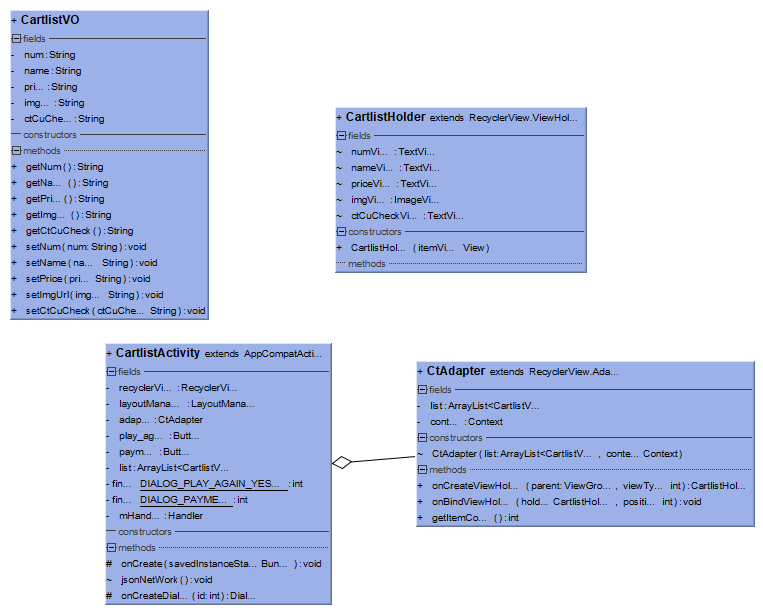 + CartlistVO
fields
- num : String
- name : String
- pri... : String
- img... : String
- ctCuChe... : String
constructors
methods
+ getNum ( ) : String
+ getNa... ( ) : String
+ getPri... ( ) : String
+ getImg... ( ) : String
+ getCtCuCheck ( ) : String
+ setNum ( num: String ) : void
+ setName ( na... String ) : void
+ setPrice ( pri... String ) : void
+ setImgUrl ( img... String ) : void
+ setCtCuCheck ( ctCuChe... String ) : void
+ CartlistHolder extends RecyclerView.ViewHol...
fields
~ numVi... : TextVi...
~ nameVi... : TextVi...
~ priceVi... : TextVi...
~ imgVi... : ImageVi...
~ ctCuCheckVi... : TextVi...
constructors
+ CartlistHol... ( itemVi... View )
methods
+ CartlistActivity extends AppCompatActi...
fields
- recyclerVi... : RecyclerVi...
- layoutMana... : LayoutMana...
- adap... : CtAdapter
- play_ag... : Butt...
- paym... : Butt...
- list : ArrayList<CartlistV...
- fin... DIALOG_PLAY_AGAIN_YES... : int
- fin... DIALOG_PAYME... : int
- mHand... : Handler
constructors
methods
# onCreate ( savedInstanceSta... Bun... ) : void
~ jsonNetWork ( ) : void
# onCreateDial... ( id: int ) : Dial...
+ CtAdapter extends RecyclerView.Ada...
fields
- list : ArrayList<CartlistV...
- cont... : Context
constructors
~ CtAdapter ( list: ArrayList<CartlistV... , conte... Context )
methods
+ onCreateViewHol... ( parent: ViewGro... , viewTy... int ) : CartlistHol...
+ onBindViewHol... ( hold... CartlistHol... , positi... int ) : void
+ getItemCo... ( ) : int